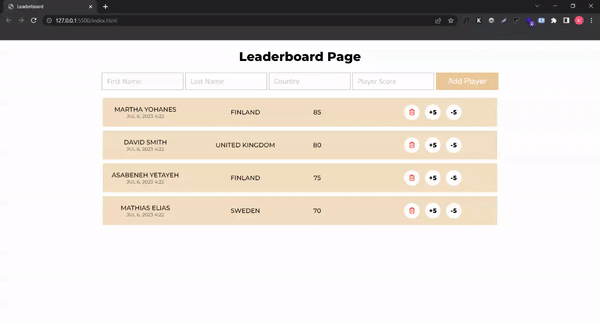 Leaderboard
127.0.0.1:5500/index.html
Leaderboard Page
First Name Last Name Country Player Score Add Player
MARTHA YOHANES FINLAND 85 +5 -5
JUL 6, 2023 4:22
DAVID SMITH UNITED KINGDOM 80 +5 -5
JUL 6, 2023 4:22
ASABENEH YETAYEH FINLAND 75 +5 -5
JUL 6, 2023 4:22
MATHIAS ELIAS SWEDEN 70 +5 -5
JUL 6, 2023 4:22